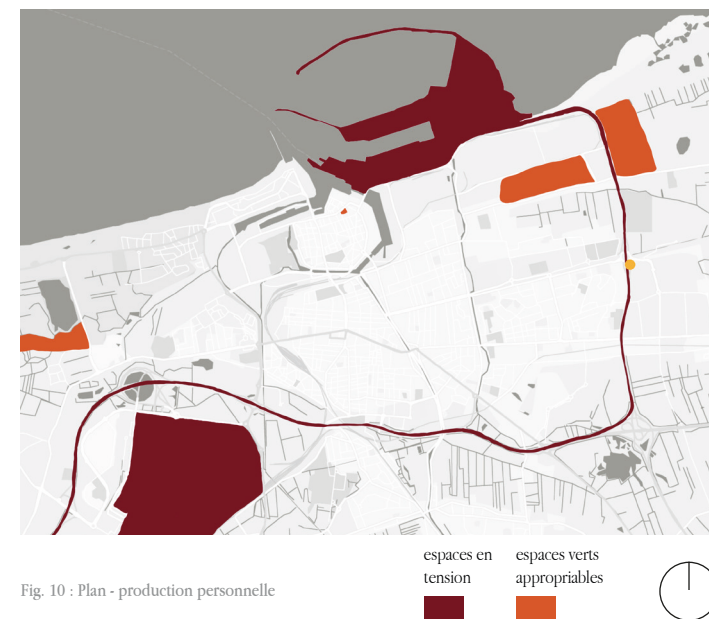 espaces en
tension
espaces verts
appropriables
Fig. 10 : Plan - production personnelle